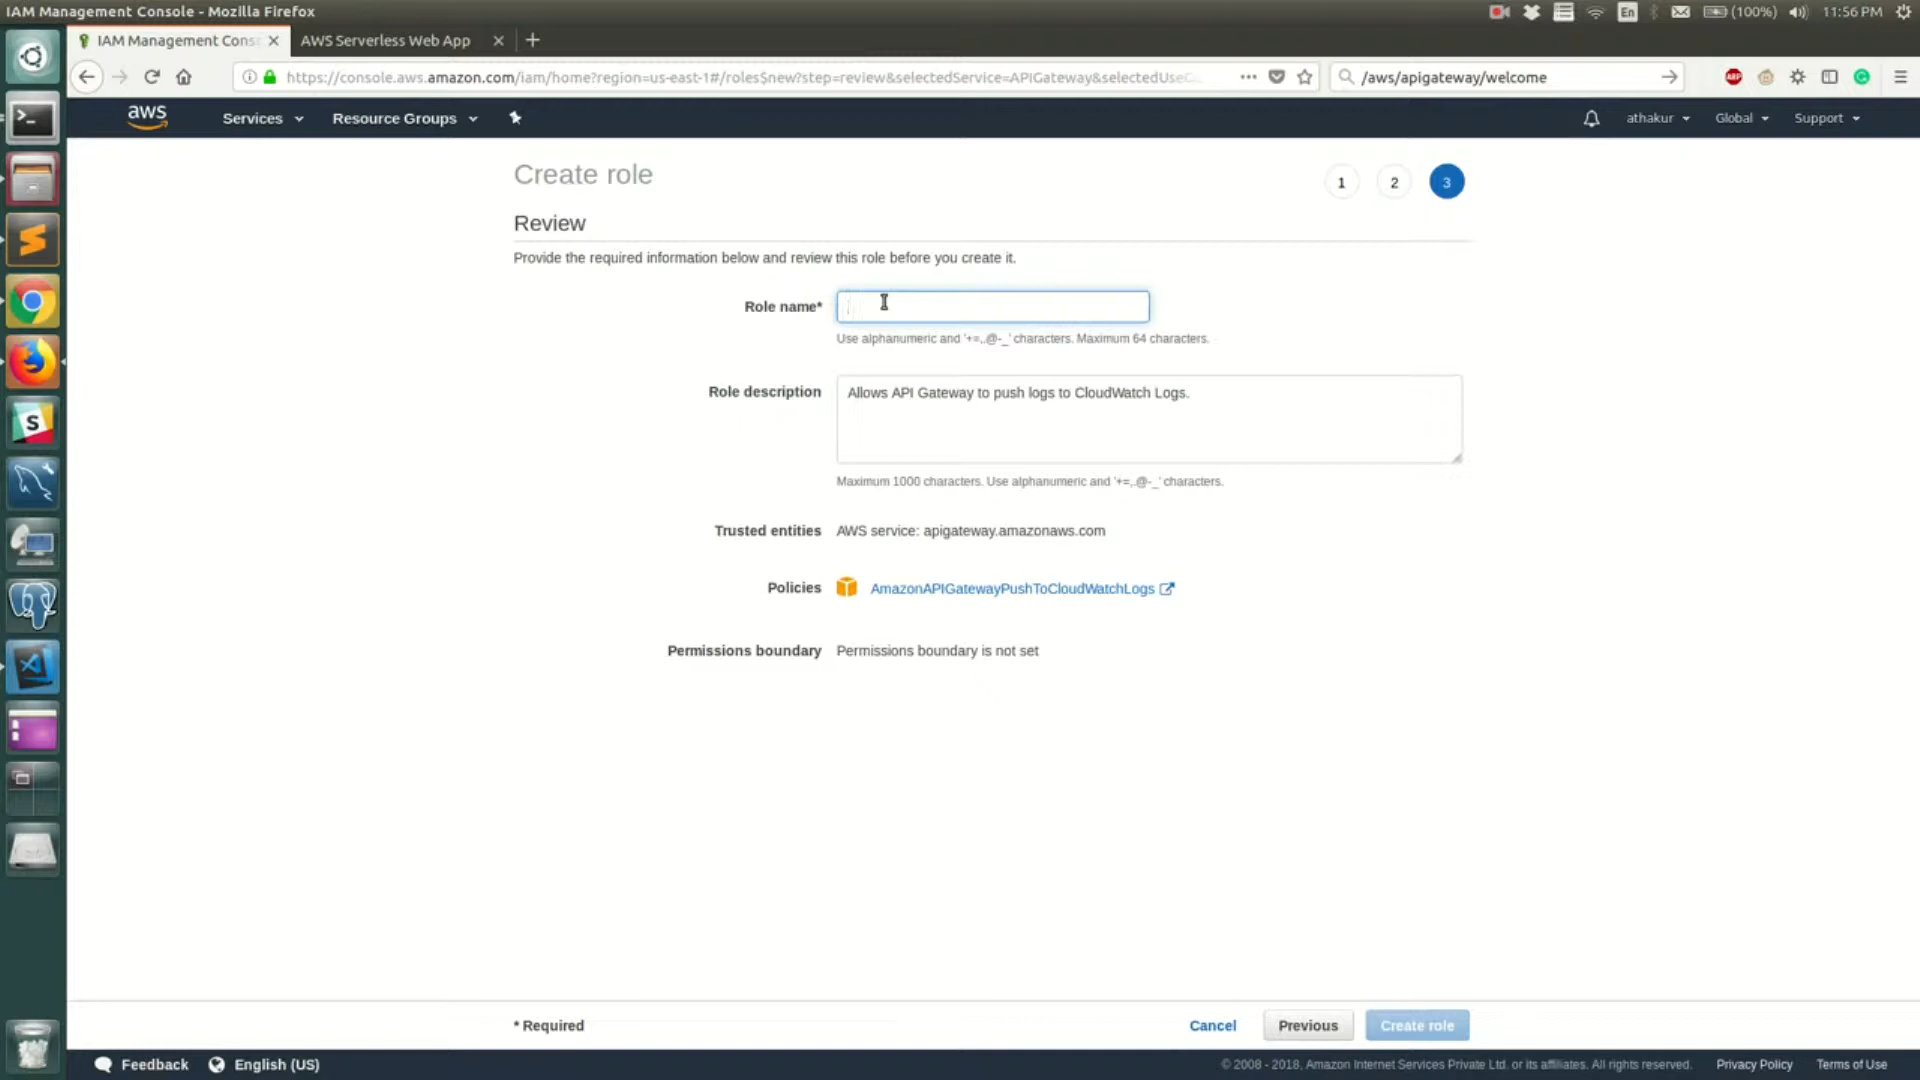 IAM Management Console - Mozilla Firefox
En
(100%)
11:56 PM
IAM Management Cons
AWS Serverless Web App
https://console.aws.amazon.com/iam/home?region=us-east-1#/roles$new?step=review&selectedService=APIGateway&selectedUseC
/aws/apigateway/welcome
ABP
aws
Services
Resource Groups
athakur
Global
Support
Create role
1
2
3
Review
Provide the required information below and review this role before you create it.
Role name*
Use alphanumeric and '+=,.@-_' characters. Maximum 64 characters.
Role description
Allows API Gateway to push logs to CloudWatch Logs.
Maximum 1000 characters. Use alphanumeric and '+=,.@-_' characters.
Trusted entities
AWS service: apigateway.amazonaws.com
Policies
AmazonAPIGatewayPushToCloudWatchLogs
Permissions boundary
Permissions boundary is not set
* Required
Cancel
Previous
Create role
Feedback
English (US)
© 2008 - 2018, Amazon Internet Services Private Ltd. or its affiliates. All rights reserved.
Privacy Policy
Terms of Use